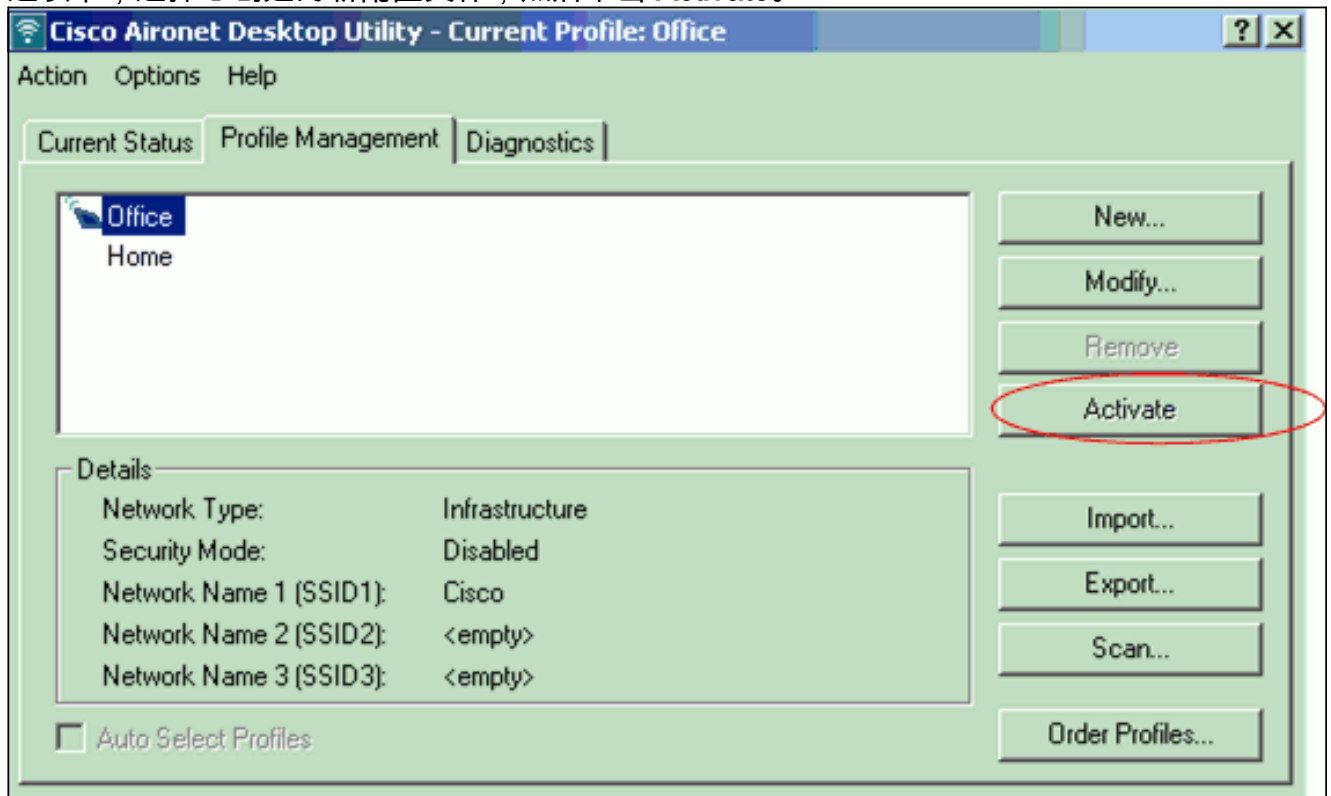 Cisco Aironet Desktop Utility - Current Profile: Office
Action Options Help
Current Status Profile Management Diagnostics
Office
Home
New...
Modify...
Remove
Activate
Details
Network Type: Infrastructure
Security Mode: Disabled
Network Name 1 (SSID1): Cisco
Network Name 2 (SSID2): <empty>
Network Name 3 (SSID3): <empty>
Auto Select Profiles
Import...
Export...
Scan...
Order Profiles...